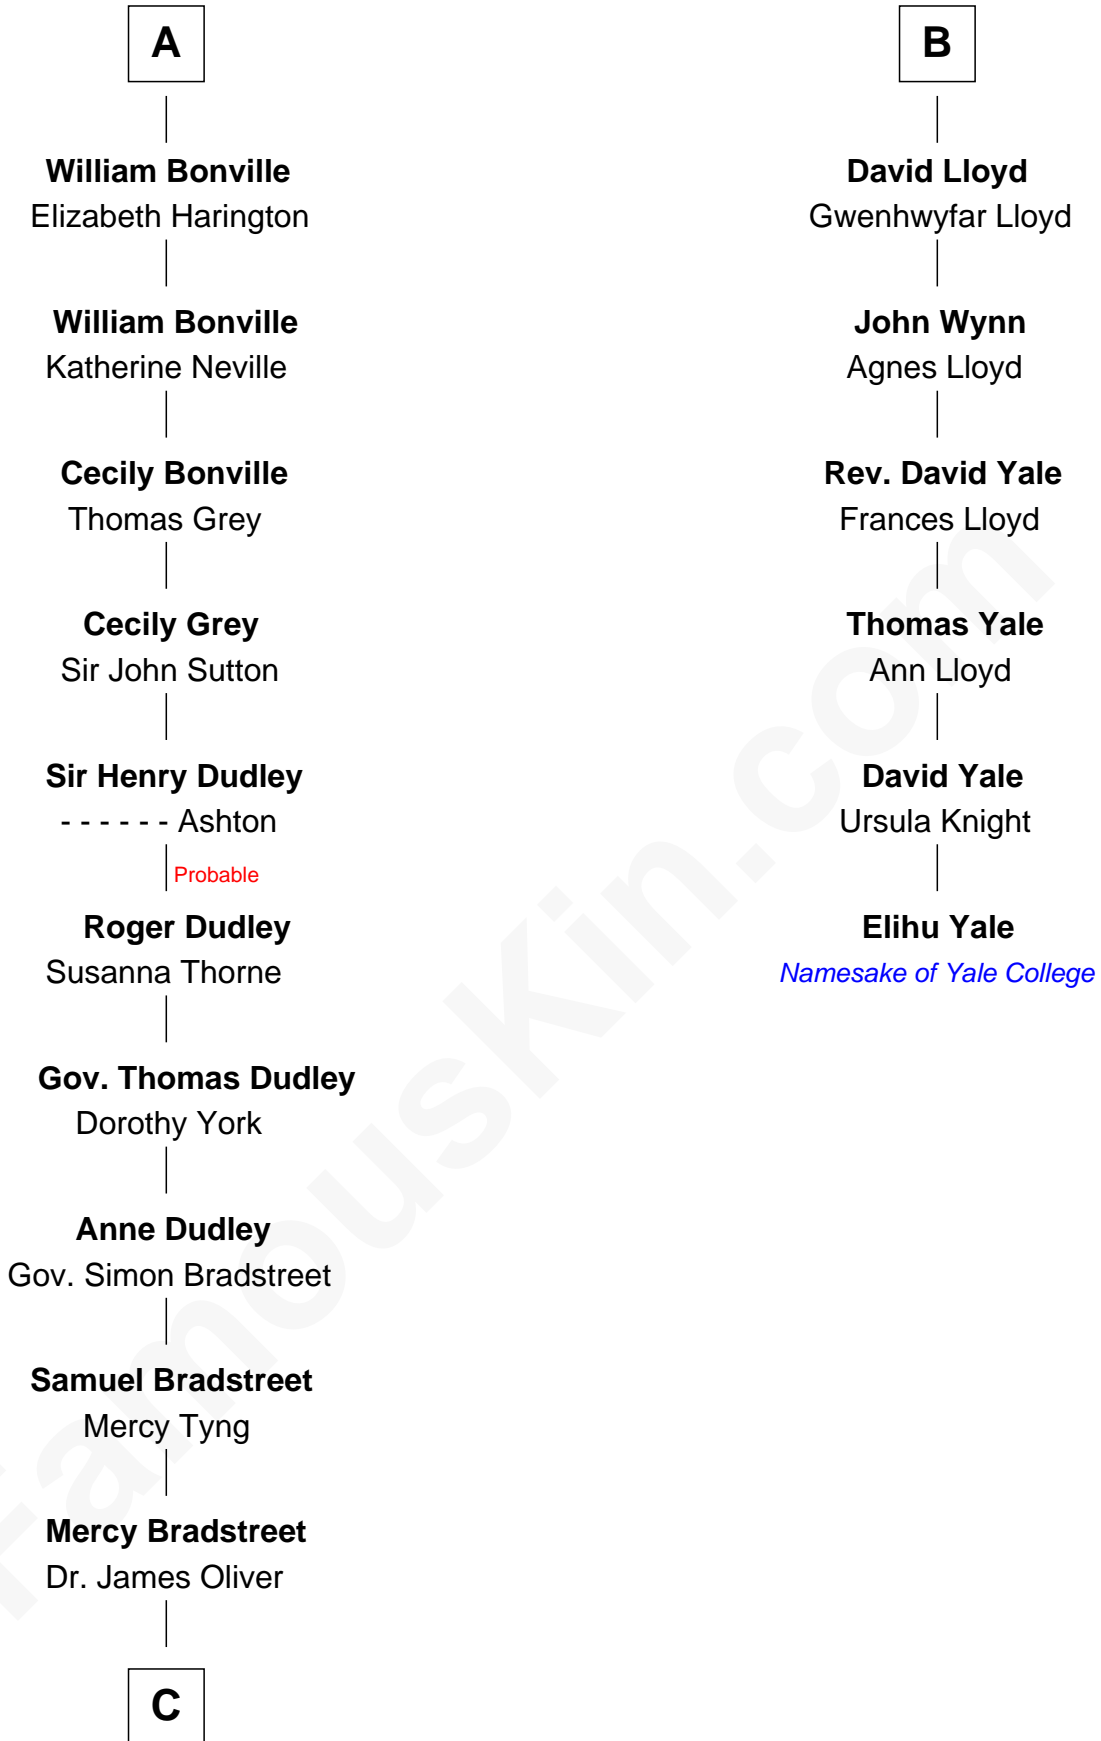 A
William Bonville
Elizabeth Harington
William Bonville
Katherine Neville
Cecily Bonville
Thomas Grey
Cecily Grey
Sir John Sutton
Sir Henry Dudley
- - - - - - Ashton
Probable
Roger Dudley
Susanna Thorne
Gov. Thomas Dudley
Dorothy York
Anne Dudley
Gov. Simon Bradstreet
Samuel Bradstreet
Mercy Tyng
Mercy Bradstreet
Dr. James Oliver
C
B
David Lloyd
Gwenhwyfar Lloyd
John Wynn
Agnes Lloyd
Rev. David Yale
Frances Lloyd
Thomas Yale
Ann Lloyd
David Yale
Ursula Knight
Elihu Yale
Namesake of Yale College
FamousKin.com